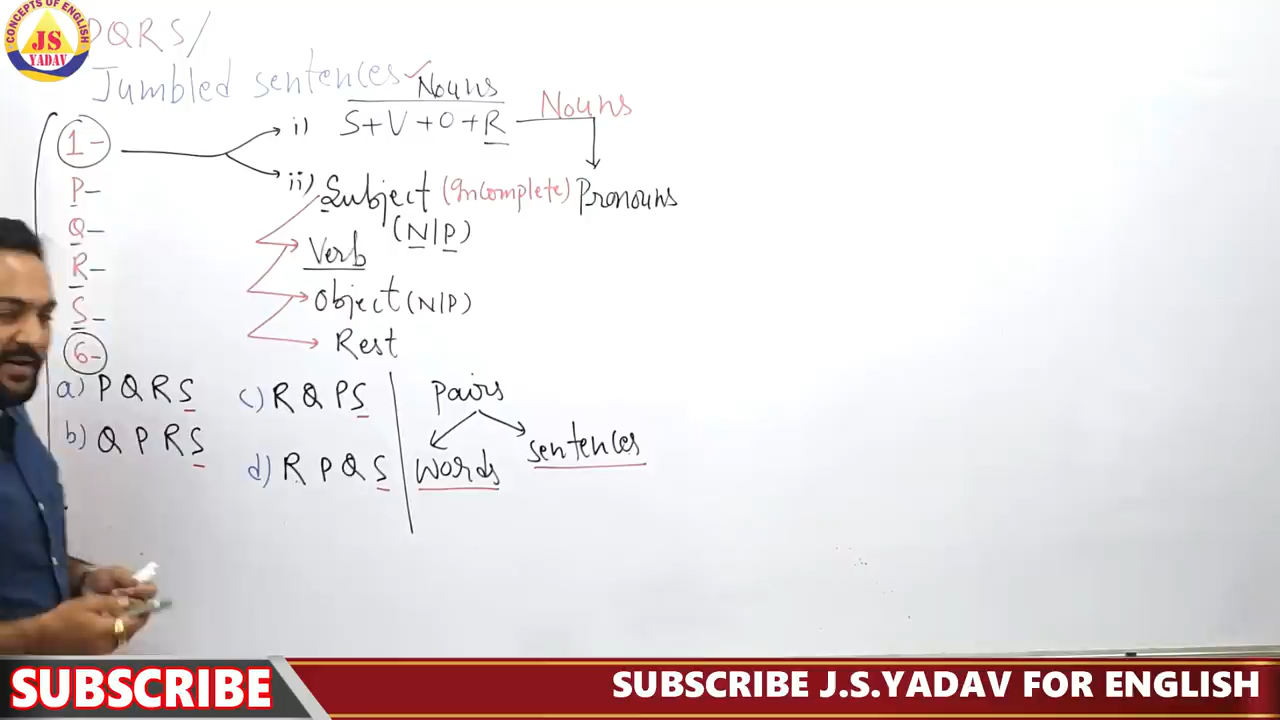 CONCEPTS OF ENGLISH
JS
YADAV
PQRS/
Jumbled sentences
Nouns
i) S+V+O+R
Nouns
1-
ii) Subject (Incomplete) Pronouns
(N/P)
P-
Q-
R-
S-
6-
Verb
Object (N/P)
Rest
a) P Q R S
c) R Q P S
b) Q P R S
d) R P Q S
Pairs
Words
sentences
SUBSCRIBE
SUBSCRIBE J.S.YADAV FOR ENGLISH